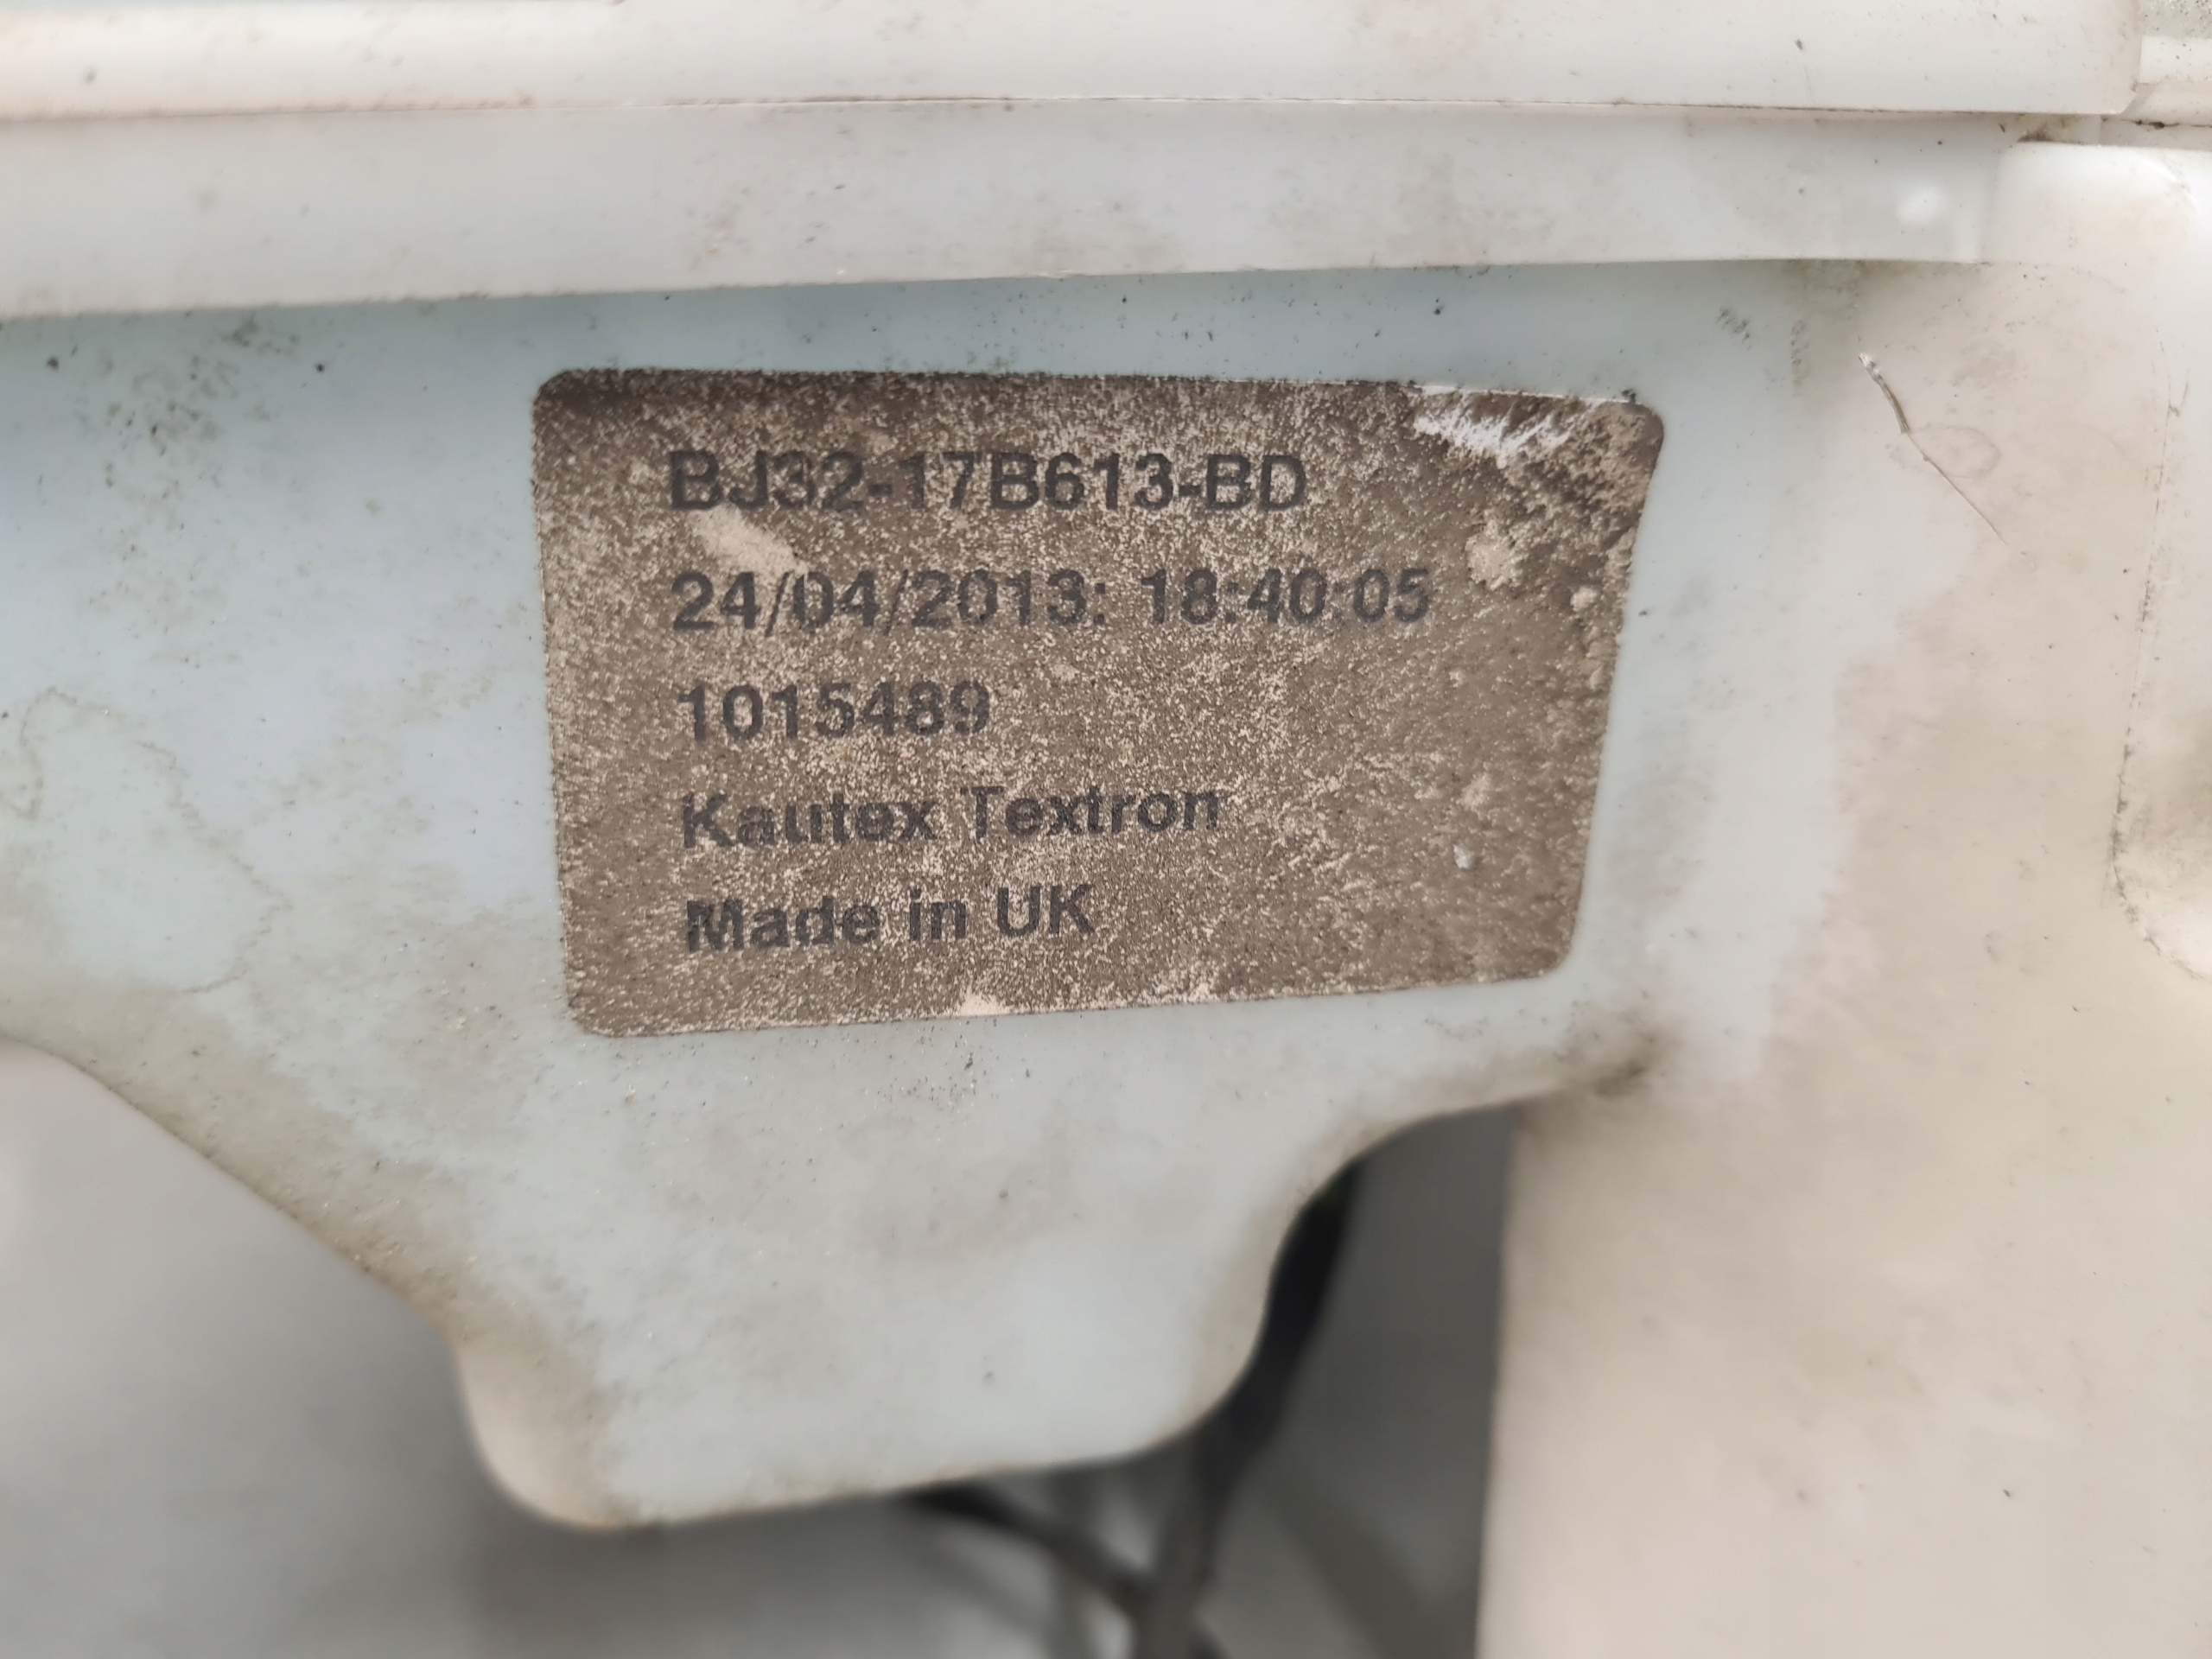 BJ32-17B613-BD
24/04/2013: 18:40:05
1015489
Kautex Textron
Made in UK